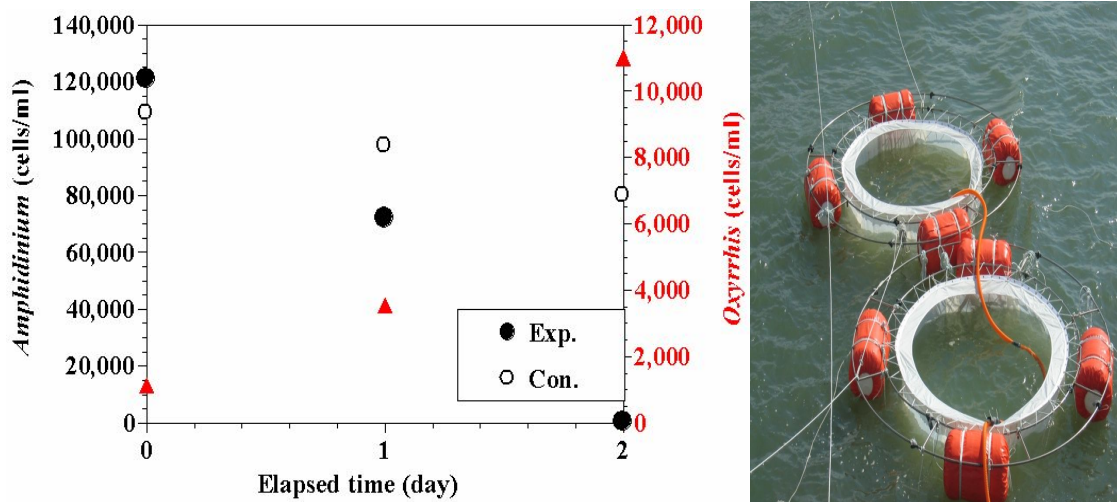 140,000
120,000
100,000
80,000
60,000
40,000
20,000
0
Amphidinium (cells/ml)
12,000
10,000
8,000
6,000
4,000
2,000
0
Oxyrrhis (cells/ml)
Exp.
Con.
0 1 2
Elapsed time (day)